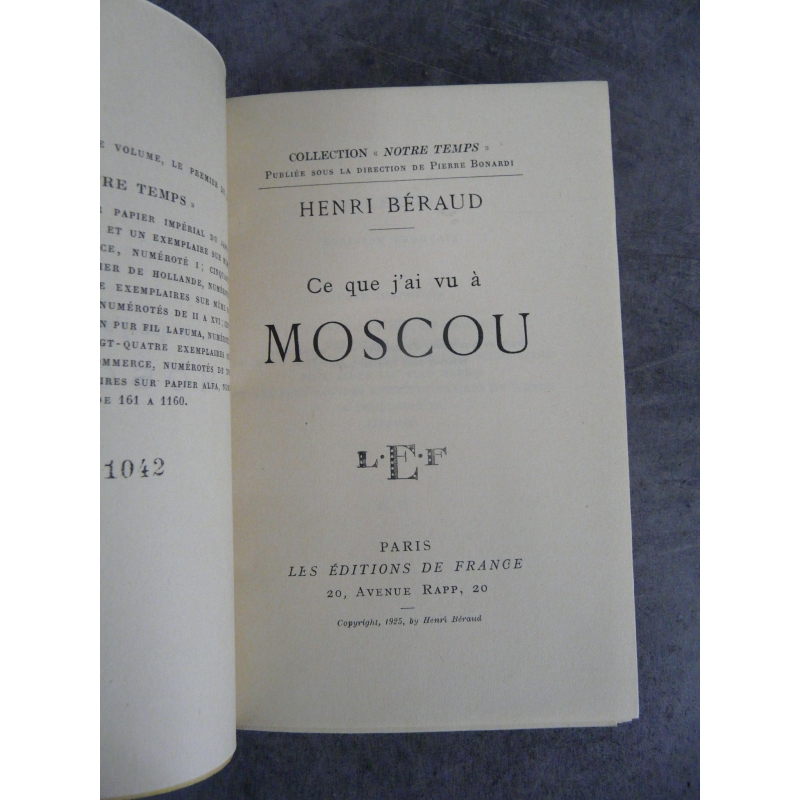 E VOLUME, LE PREMIER DE
RE TEMPS »
PAPIER IMPÉRIAL DU
ET UN EXEMPLAIRE SUR
CE, NUMÉROTÉ I ;
IER DE HOLLANDE,
E EXEMPLAIRES SUR
NUMÉROTÉS DE II A XVI
N PUR FIL LAFUMA,
GT-QUATRE EXEMPLAIRES
OMMERCE, NUMÉROTÉS DE
IRES SUR PAPIER ALFA,
DE 161 A 1160.
1042
COLLECTION « NOTRE TEMPS »
PUBLIÉE SOUS LA DIRECTION DE PIERRE BONARDI
HENRI BÉRAUD
Ce que j'ai vu à
MOSCOU
L·E·F
PARIS
LES ÉDITIONS DE FRANCE
20, AVENUE RAPP, 20
Copyright, 1925, by Henri Béraud